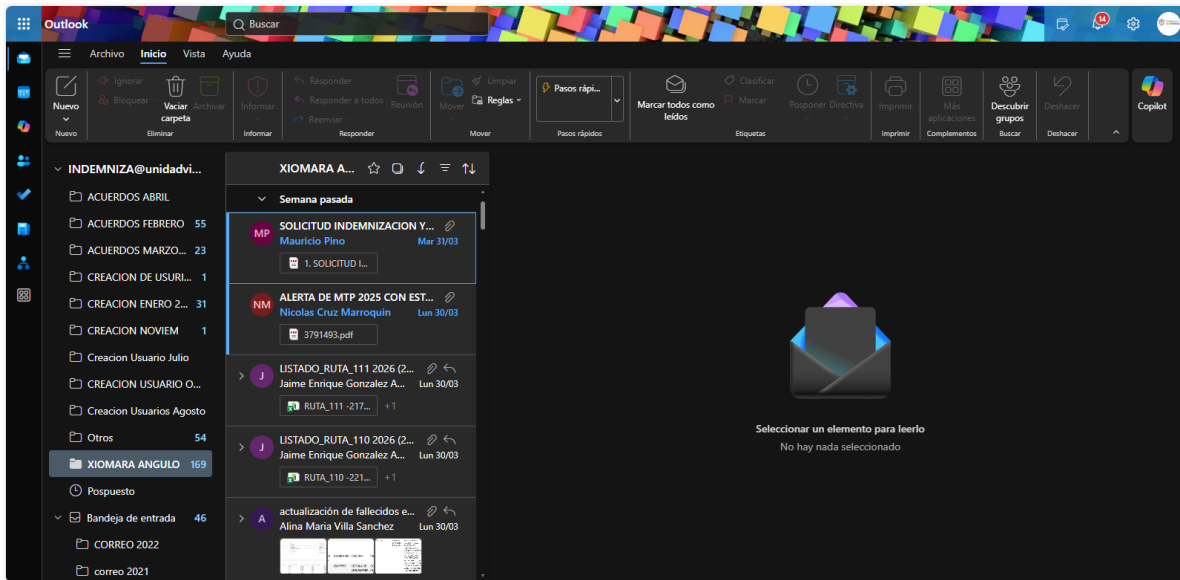 Outlook
Buscar
14
Archivo Inicio Vista Ayuda
Nuevo
Ignorar
Bloquear
Vaciar carpeta
Archivar
Informar
Responder
Responder a todos
Reenviar
Reunión
Mover
Limpiar
Reglas
Pasos rápi...
Marcar todos como leídos
Clasificar
Marcar
Posponer
Directiva
Imprimir
Más aplicaciones
Descubrir grupos
Deshacer
Copilot
Nuevo
Eliminar
Informar
Responder
Mover
Pasos rápidos
Etiquetas
Imprimir
Complementos
Buscar
Deshacer
INDEMNIZA@unidadvi...
ACUERDOS ABRIL
ACUERDOS FEBRERO 55
ACUERDOS MARZO... 23
CREACION DE USURI... 1
CREACION ENERO 2... 31
CREACION NOVIEM 1
Creacion Usuario Julio
CREACION USUARIO O...
Creacion Usuarios Agosto
Otros 54
XIOMARA ANGULO 169
Pospuesto
Bandeja de entrada 46
CORREO 2022
correo 2021
XIOMARA A...
Semana pasada
MP
SOLICITUD INDEMNIZACION Y...
Mauricio Pino Mar 31/03
1. SOLICITUD I...
NM
ALERTA DE MTP 2025 CON EST...
Nicolas Cruz Marroquin Lun 30/03
3791493.pdf
J
LISTADO_RUTA_111 2026 (2...
Jaime Enrique Gonzalez A... Lun 30/03
RUTA_111 -217... +1
J
LISTADO_RUTA_110 2026 (2...
Jaime Enrique Gonzalez A... Lun 30/03
RUTA_110 -221... +1
A
actualización de fallecidos e...
Alina Maria Villa Sanchez Lun 30/03
Seleccionar un elemento para leerlo
No hay nada seleccionado